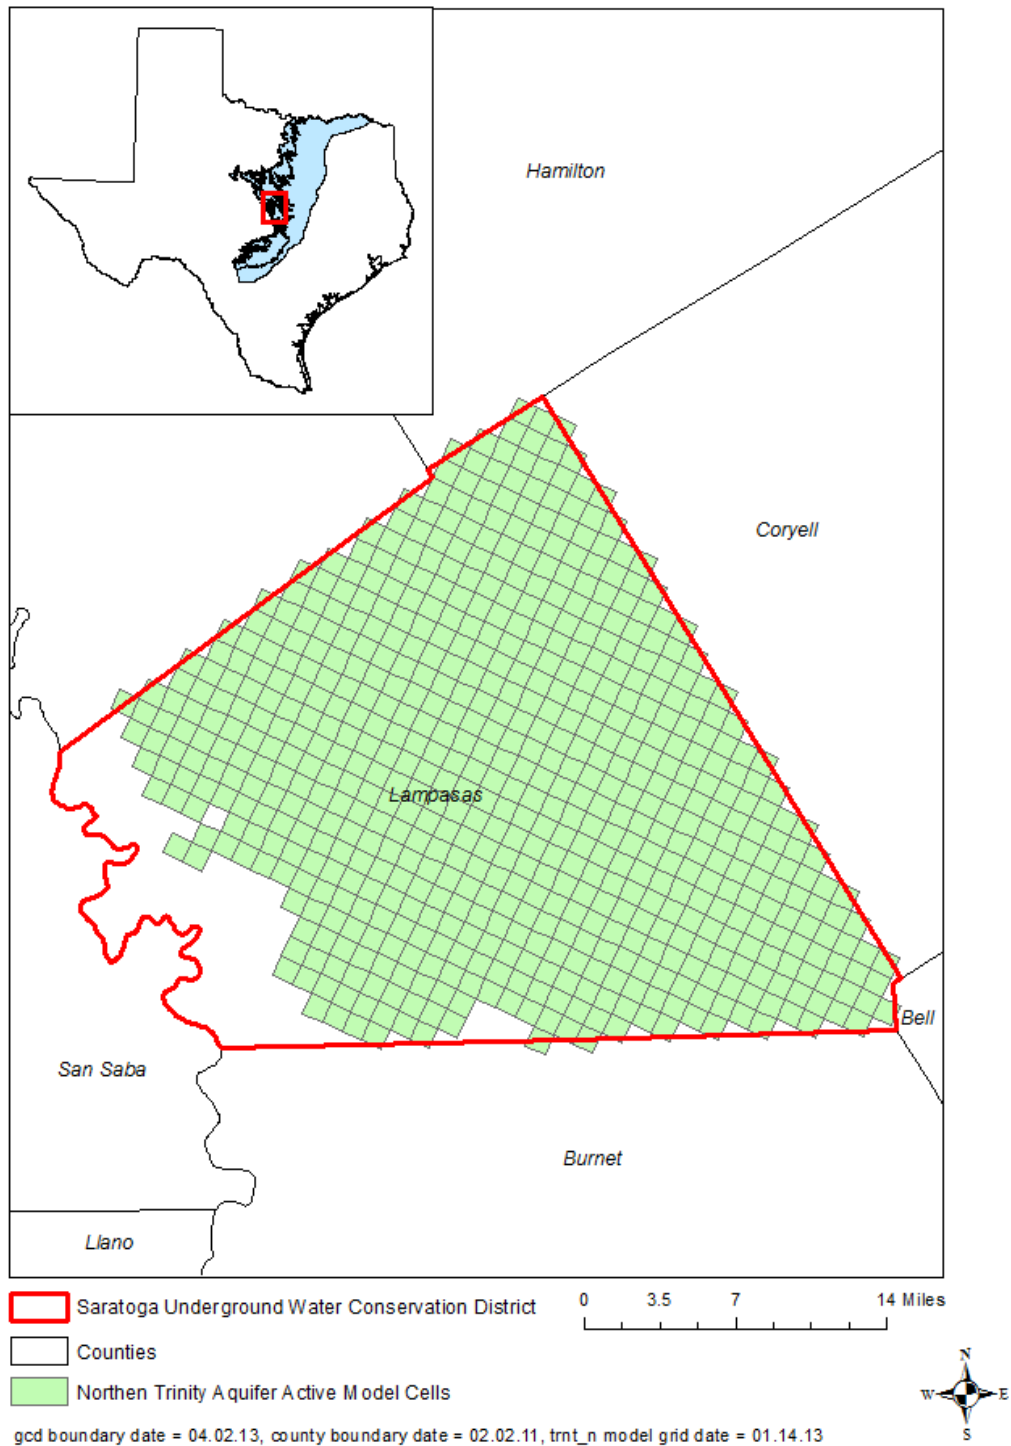 Hamilton
Coryell
Lampasas
Bell
San Saba
Burnet
Llano
Saratoga Underground Water Conservation District
0 3.5 7 14 Miles
Counties
Northen Trinity Aquifer Active Model Cells
N
W E
S
gcd boundary date = 04.02.13, county boundary date = 02.02.11, trnt_n model grid date = 01.14.13